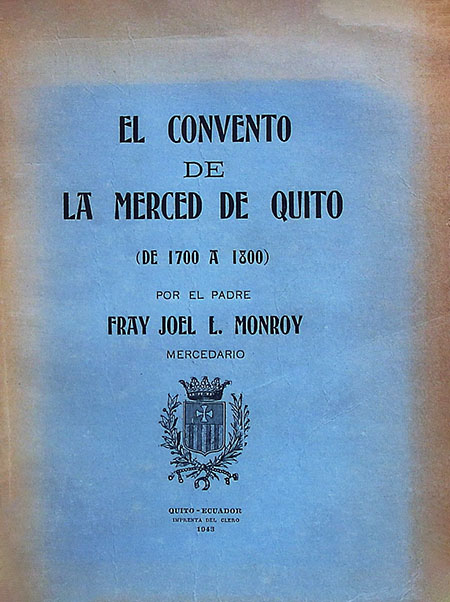 EL CONVENTO
DE
LA MERCED DE QUITO
(DE 1700 A 1800)
POR EL PADRE
FRAY JOEL L. MONROY
MERCEDARIO
QUITO-ECUADOR
IMPRENTA DEL CLERO
1943